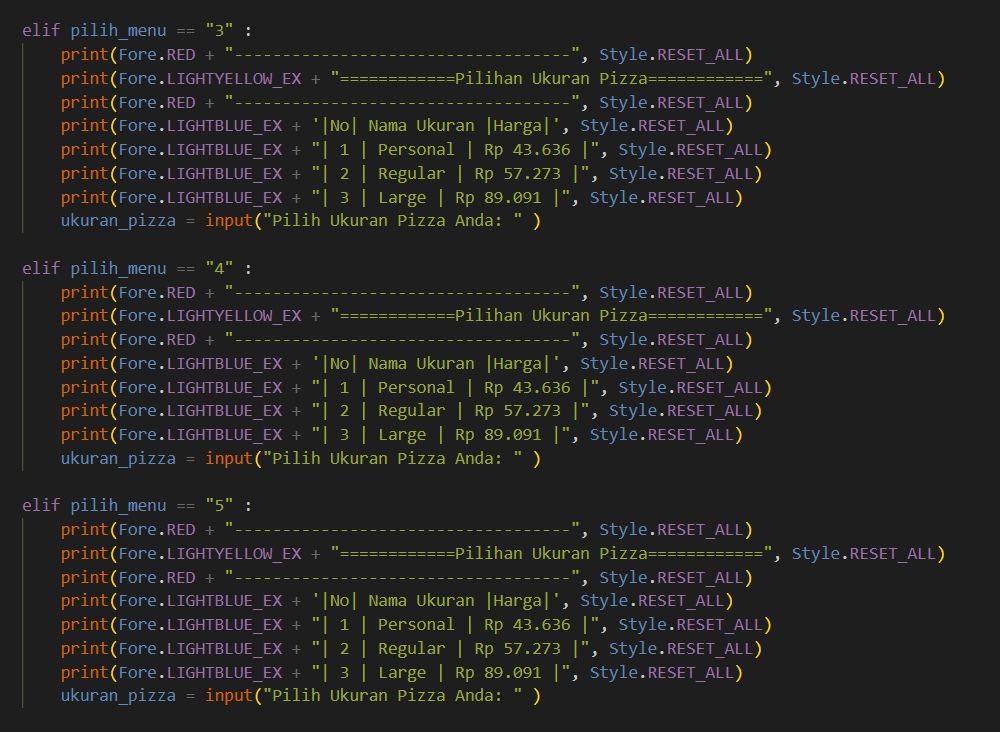 elif pilih_menu == "3" :
    print(Fore.RED + "-----------------------------------", Style.RESET_ALL)
    print(Fore.LIGHTYELLOW_EX + "============Pilihan Ukuran Pizza============", Style.RESET_ALL)
    print(Fore.RED + "-----------------------------------", Style.RESET_ALL)
    print(Fore.LIGHTBLUE_EX + '|No| Nama Ukuran |Harga|', Style.RESET_ALL)
    print(Fore.LIGHTBLUE_EX + "| 1 | Personal | Rp 43.636 |", Style.RESET_ALL)
    print(Fore.LIGHTBLUE_EX + "| 2 | Regular | Rp 57.273 |", Style.RESET_ALL)
    print(Fore.LIGHTBLUE_EX + "| 3 | Large | Rp 89.091 |", Style.RESET_ALL)
    ukuran_pizza = input("Pilih Ukuran Pizza Anda: " )

elif pilih_menu == "4" :
    print(Fore.RED + "-----------------------------------", Style.RESET_ALL)
    print(Fore.LIGHTYELLOW_EX + "============Pilihan Ukuran Pizza============", Style.RESET_ALL)
    print(Fore.RED + "-----------------------------------", Style.RESET_ALL)
    print(Fore.LIGHTBLUE_EX + '|No| Nama Ukuran |Harga|', Style.RESET_ALL)
    print(Fore.LIGHTBLUE_EX + "| 1 | Personal | Rp 43.636 |", Style.RESET_ALL)
    print(Fore.LIGHTBLUE_EX + "| 2 | Regular | Rp 57.273 |", Style.RESET_ALL)
    print(Fore.LIGHTBLUE_EX + "| 3 | Large | Rp 89.091 |", Style.RESET_ALL)
    ukuran_pizza = input("Pilih Ukuran Pizza Anda: " )

elif pilih_menu == "5" :
    print(Fore.RED + "-----------------------------------", Style.RESET_ALL)
    print(Fore.LIGHTYELLOW_EX + "============Pilihan Ukuran Pizza============", Style.RESET_ALL)
    print(Fore.RED + "-----------------------------------", Style.RESET_ALL)
    print(Fore.LIGHTBLUE_EX + '|No| Nama Ukuran |Harga|', Style.RESET_ALL)
    print(Fore.LIGHTBLUE_EX + "| 1 | Personal | Rp 43.636 |", Style.RESET_ALL)
    print(Fore.LIGHTBLUE_EX + "| 2 | Regular | Rp 57.273 |", Style.RESET_ALL)
    print(Fore.LIGHTBLUE_EX + "| 3 | Large | Rp 89.091 |", Style.RESET_ALL)
    ukuran_pizza = input("Pilih Ukuran Pizza Anda: " )